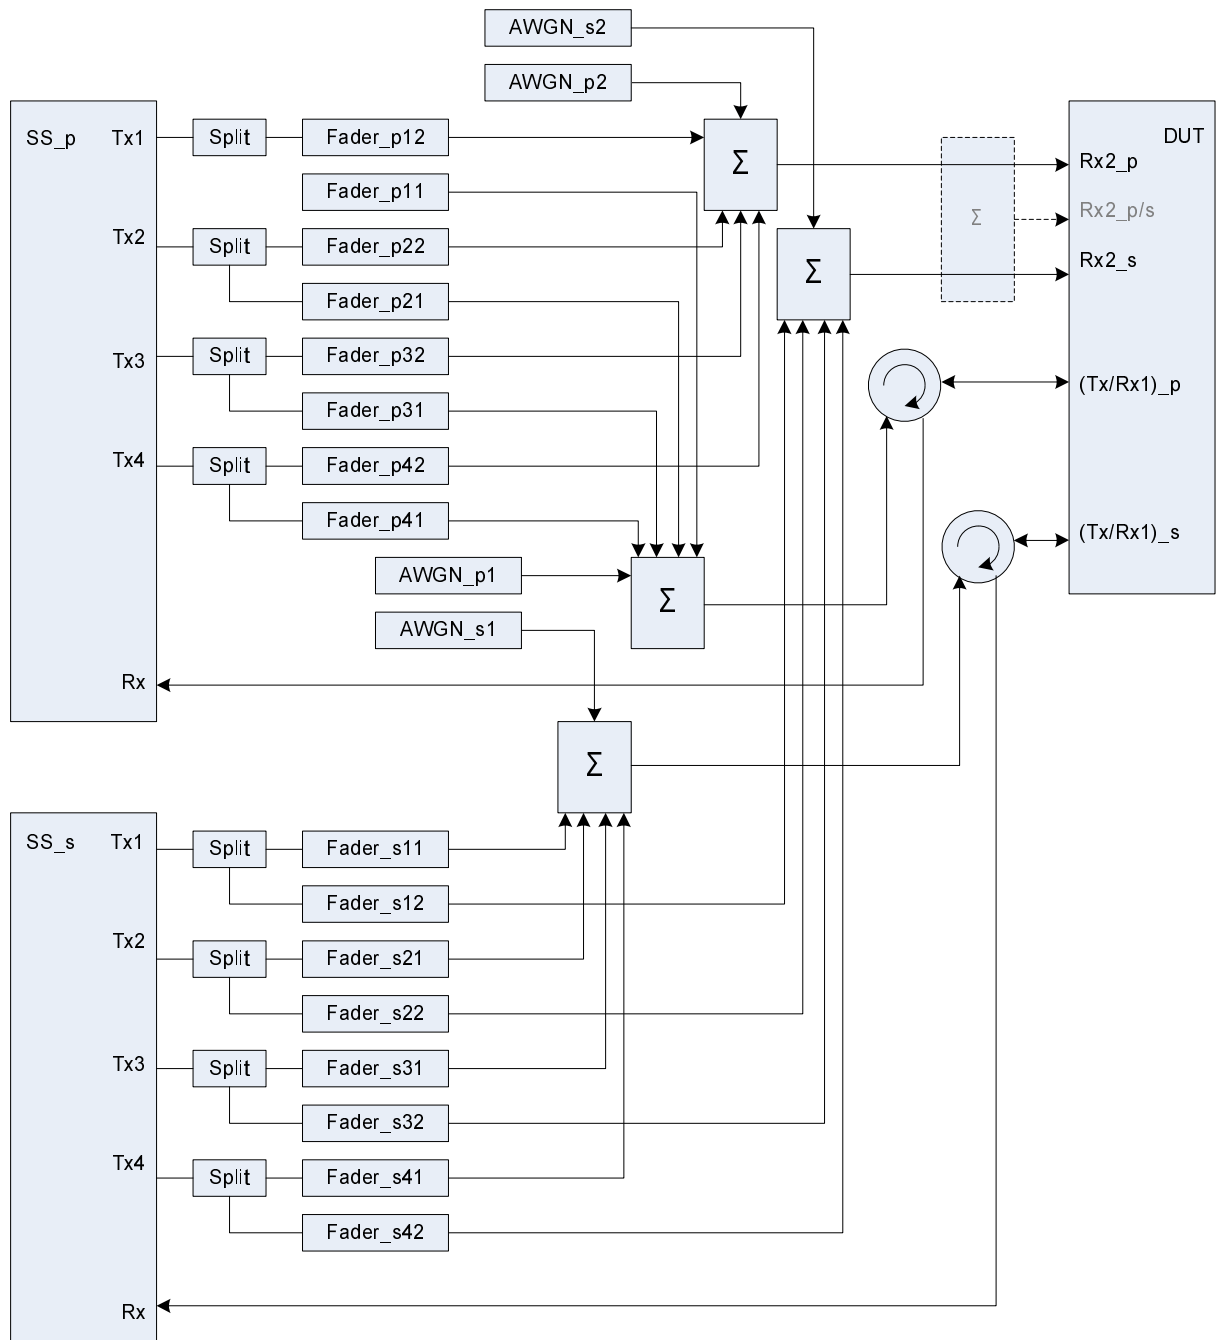 AWGN_s2
AWGN_p2
SS_p
Tx1
Split
Fader_p12
Σ
DUT
Rx2_p
Fader_p11
Σ
Rx2_p/s
Tx2
Split
Fader_p22
Σ
Rx2_s
Fader_p21
Tx3
Split
Fader_p32
(Tx/Rx1)_p
Fader_p31
Tx4
Split
Fader_p42
Fader_p41
(Tx/Rx1)_s
AWGN_p1
Σ
AWGN_s1
Rx
Σ
SS_s
Tx1
Split
Fader_s11
Fader_s12
Tx2
Split
Fader_s21
Fader_s22
Tx3
Split
Fader_s31
Fader_s32
Tx4
Split
Fader_s41
Fader_s42
Rx